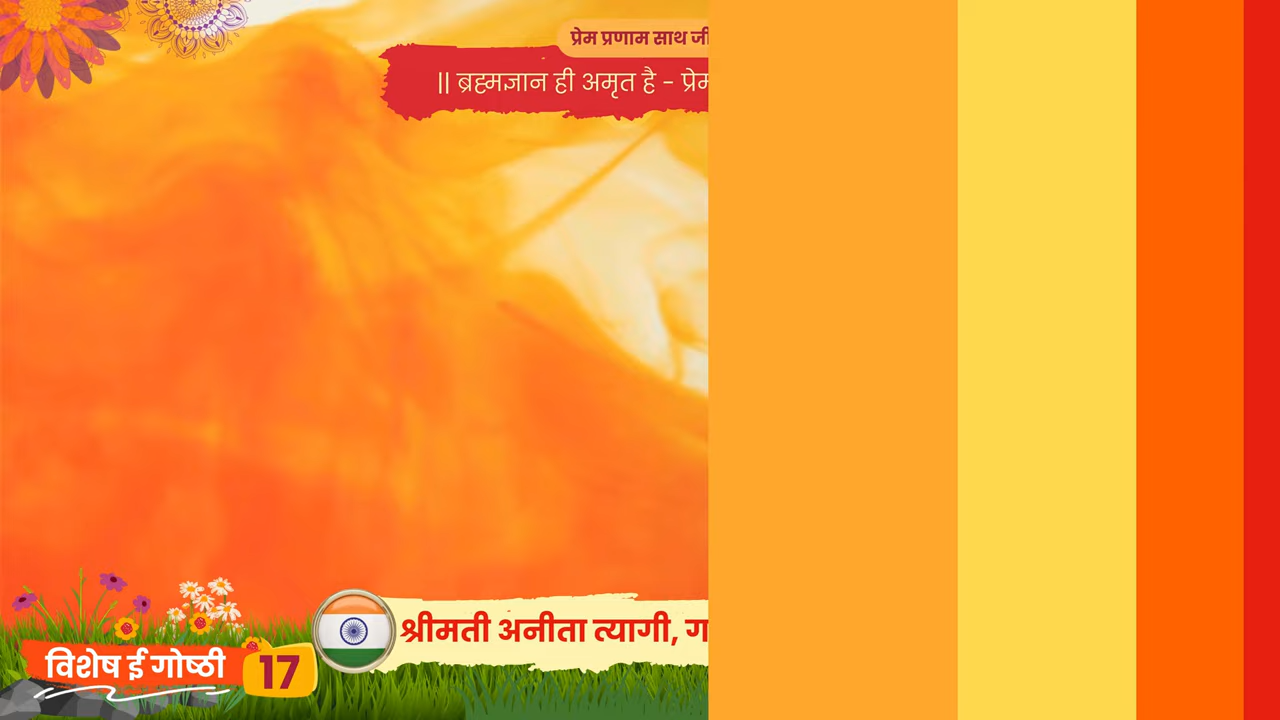 प्रेम प्रणाम साथ जी
|| ब्रह्मज्ञान ही अमृत है - प्रेम
श्रीमती अनीता त्यागी, ग
विशेष ई गोष्ठी 17